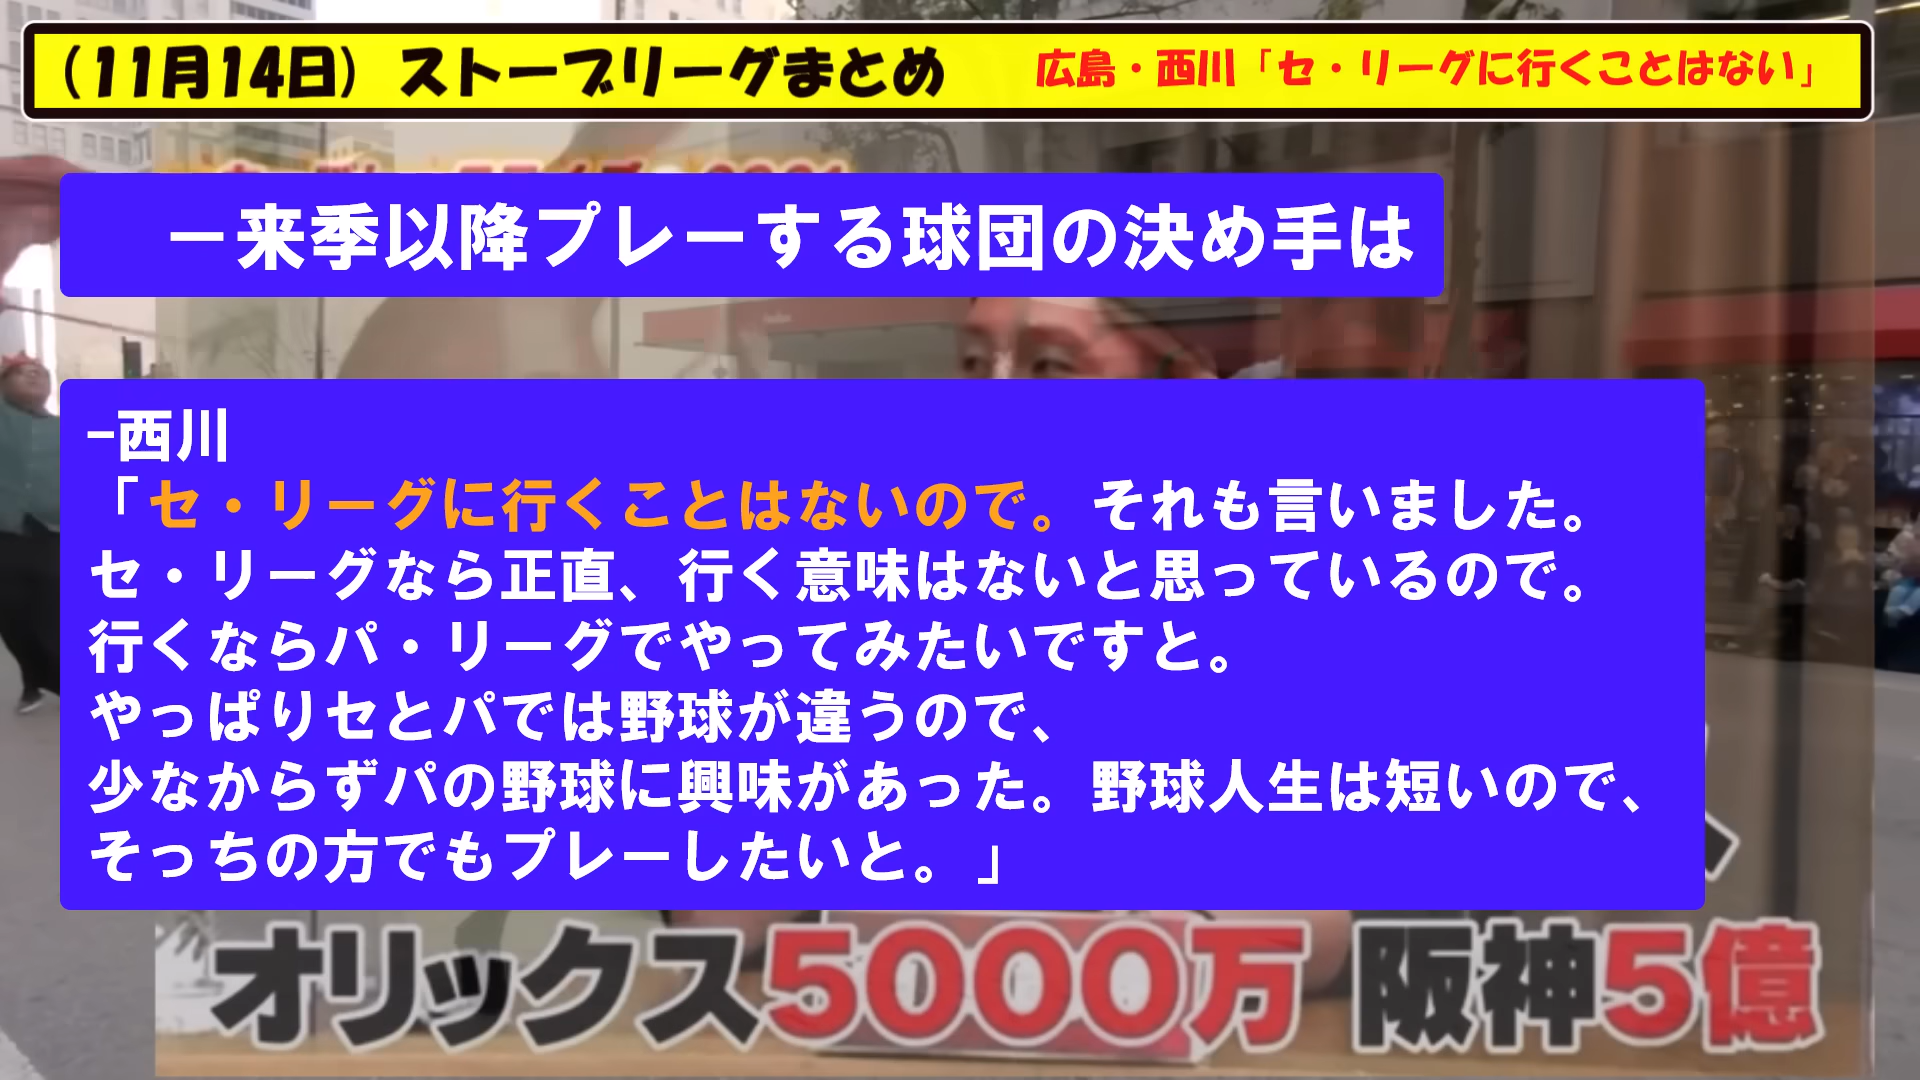 （11月14日）ストーブリーグまとめ　広島・西川「セ・リーグに行くことはない」
ー来季以降プレーする球団の決め手は
-西川
「セ・リーグに行くことはないので。それも言いました。
セ・リーグなら正直、行く意味はないと思っているので。
行くならパ・リーグでやってみたいですと。
やっぱりセとパでは野球が違うので、
少なからずパの野球に興味があった。野球人生は短いので、
そっちの方でもプレーしたいと。」
オリックス5000万 阪神5億